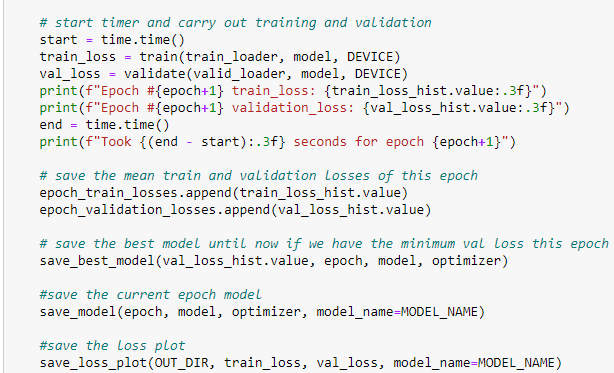 # start timer and carry out training and validation
start = time.time()
train_loss = train(train_loader, model, DEVICE)
val_loss = validate(valid_loader, model, DEVICE)
print(f"Epoch #{epoch+1} train_loss: {train_loss_hist.value:.3f}")
print(f"Epoch #{epoch+1} validation_loss: {val_loss_hist.value:.3f}")
end = time.time()
print(f"Took {(end - start):.3f} seconds for epoch {epoch+1}")
# save the mean train and validation losses of this epoch
epoch_train_losses.append(train_loss_hist.value)
epoch_validation_losses.append(val_loss_hist.value)
# save the best model until now if we have the minimum val loss this epoch
save_best_model(val_loss_hist.value, epoch, model, optimizer)
#save the current epoch model
save_model(epoch, model, optimizer, model_name=MODEL_NAME)
#save the loss plot
save_loss_plot(OUT_DIR, train_loss, val_loss, model_name=MODEL_NAME)